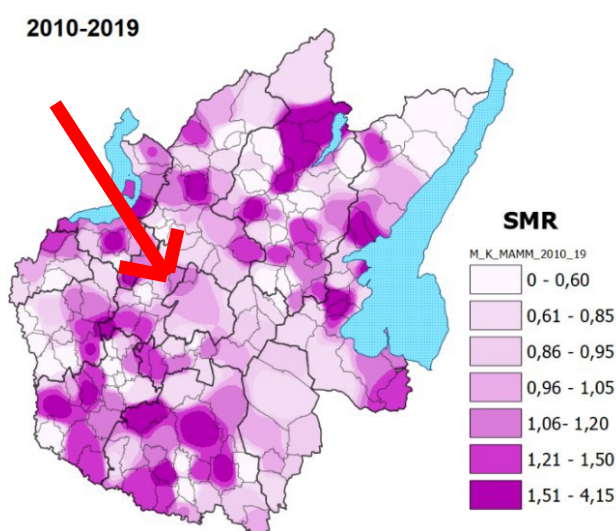 2010-2019
SMR
M_K_MAMM_2010_19
0 - 0,60
0,61 - 0,85
0,86 - 0,95
0,96 - 1,05
1,06- 1,20
1,21 - 1,50
1,51 - 4,15